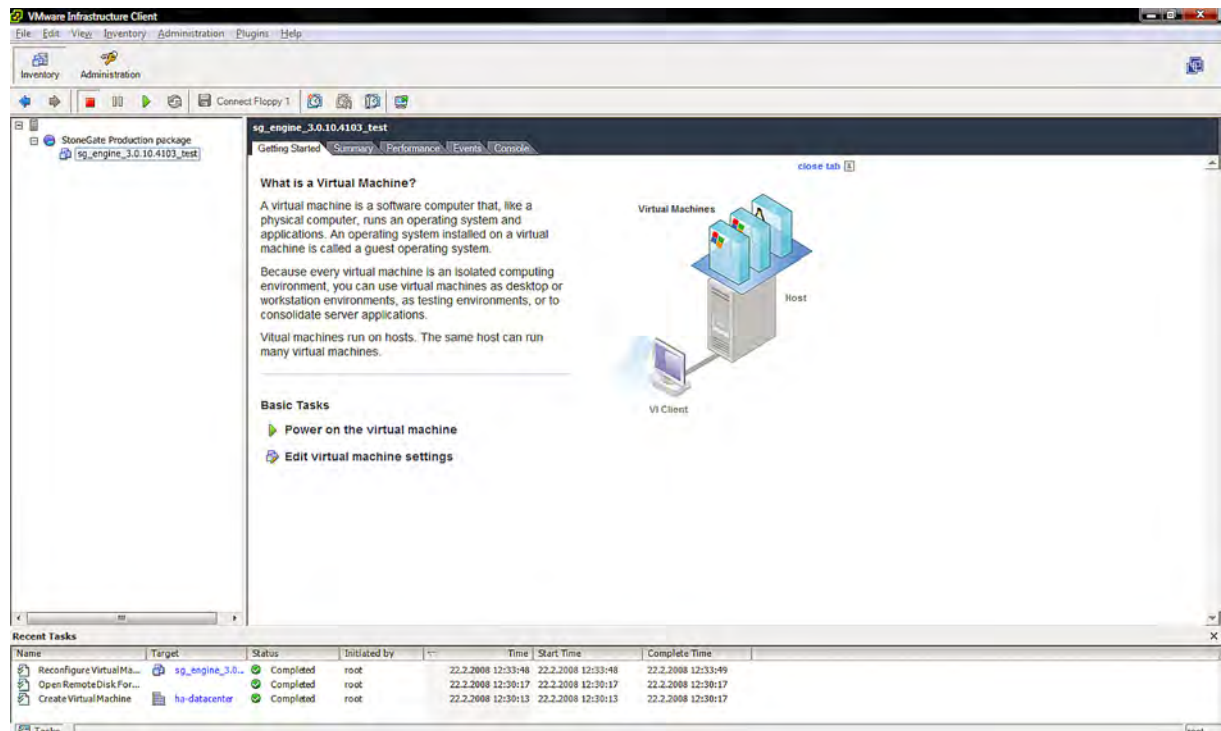 VMware Infrastructure Client
File Edit View Inventory Administration Plugins Help
Inventory Administration
Connect Floppy 1
StoneGate Production package
sg_engine_3.0.10.4103_test
sg_engine_3.0.10.4103_test
Getting Started Summary Performance Events Console
close tab
What is a Virtual Machine?
A virtual machine is a software computer that, like a
physical computer, runs an operating system and
applications. An operating system installed on a virtual
machine is called a guest operating system.
Because every virtual machine is an isolated computing
environment, you can use virtual machines as desktop or
workstation environments, as testing environments, or to
consolidate server applications.
Vitual machines run on hosts. The same host can run
many virtual machines.
Basic Tasks
Power on the virtual machine
Edit virtual machine settings
Virtual Machines
Host
VI Client
Recent Tasks
Name Target Status Initiated by Time Start Time Complete Time
Reconfigure Virtual Ma... sg_engine_3.0... Completed root 22.2.2008 12:33:48 22.2.2008 12:33:48 22.2.2008 12:33:49
Open Remote Disk For... Completed root 22.2.2008 12:30:17 22.2.2008 12:30:17 22.2.2008 12:30:17
Create Virtual Machine ha-datacenter Completed root 22.2.2008 12:30:13 22.2.2008 12:30:13 22.2.2008 12:30:17
Tasks